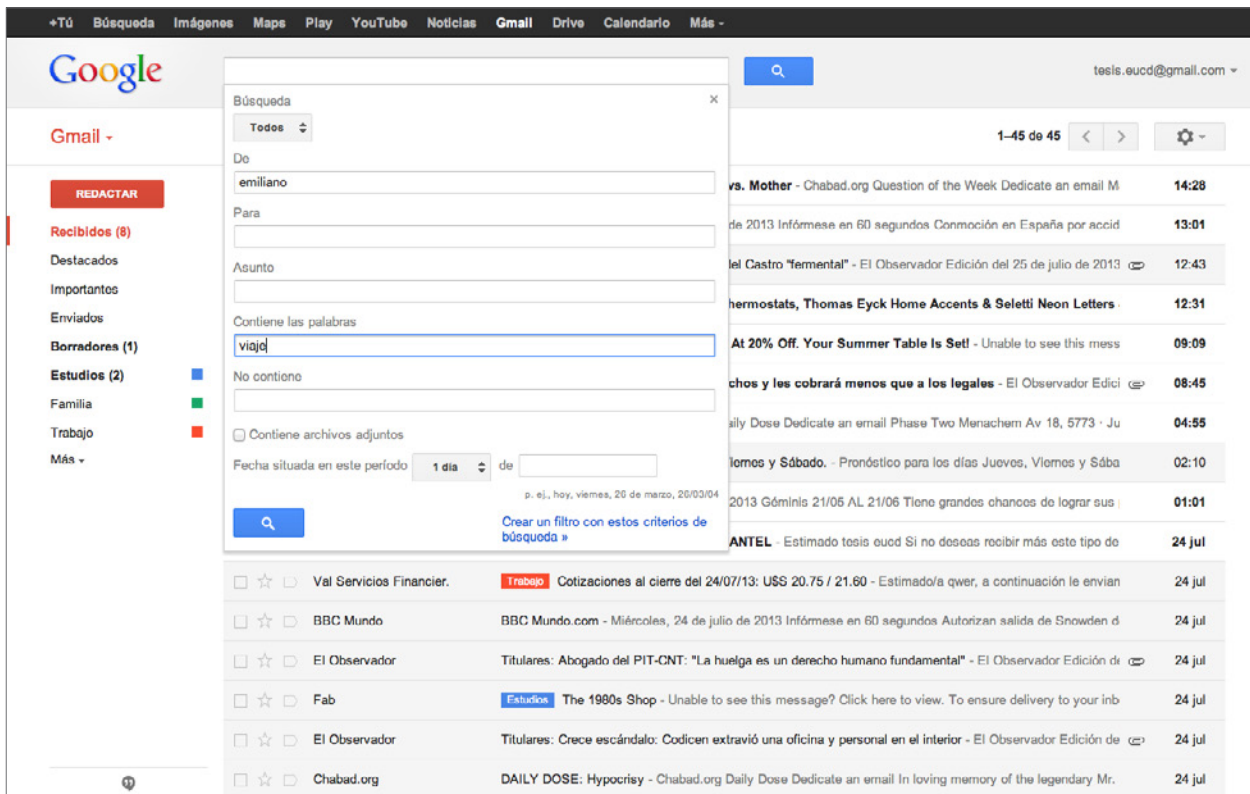 +Tú Búsqueda Imágenes Maps Play YouTube Noticias Gmail Drive Calendario Más
Google
tesis.eucd@gmail.com
Gmail
1–45 de 45
Búsqueda
Todos
De
emiliano
Para
Asunto
Contiene las palabras
viaje
No contiene
Contiene archivos adjuntos
Fecha situada en este período 1 día de
p. ej., hoy, viernes, 26 de marzo, 26/03/04
Crear un filtro con estos criterios de
búsqueda »
REDACTAR
Recibidos (8)
Destacados
Importantes
Enviados
Borradores (1)
Estudios (2)
Familia
Trabajo
Más
vs. Mother - Chabad.org Question of the Week Dedicate an email M 14:28
de 2013 Infórmese en 60 segundos Conmoción en España por accid 13:01
del Castro "fermental" - El Observador Edición del 25 de julio de 2013 12:43
hermostats, Thomas Eyck Home Accents & Seletti Neon Letters 12:31
At 20% Off. Your Summer Table Is Set! - Unable to see this mess 09:09
chos y les cobrará menos que a los legales - El Observador Edici 08:45
aily Dose Dedicate an email Phase Two Menachem Av 18, 5773 · Ju 04:55
iernes y Sábado. - Pronóstico para los días Jueves, Viernes y Sába 02:10
2013 Géminis 21/05 AL 21/06 Tiene grandes chances de lograr sus 01:01
ANTEL - Estimado tesis eucd Si no deseas recibir más este tipo de 24 jul
Val Servicios Financier. Trabajo Cotizaciones al cierre del 24/07/13: U$S 20.75 / 21.60 - Estimado/a qwer, a continuación le envian 24 jul
BBC Mundo BBC Mundo.com - Miércoles, 24 de julio de 2013 Infórmese en 60 segundos Autorizan salida de Snowden d 24 jul
El Observador Titulares: Abogado del PIT-CNT: "La huelga es un derecho humano fundamental" - El Observador Edición de 24 jul
Fab Estudios The 1980s Shop - Unable to see this message? Click here to view. To ensure delivery to your inb 24 jul
El Observador Titulares: Crece escándalo: Codicen extravió una oficina y personal en el interior - El Observador Edición de 24 jul
Chabad.org DAILY DOSE: Hypocrisy - Chabad.org Daily Dose Dedicate an email In loving memory of the legendary Mr. 24 jul